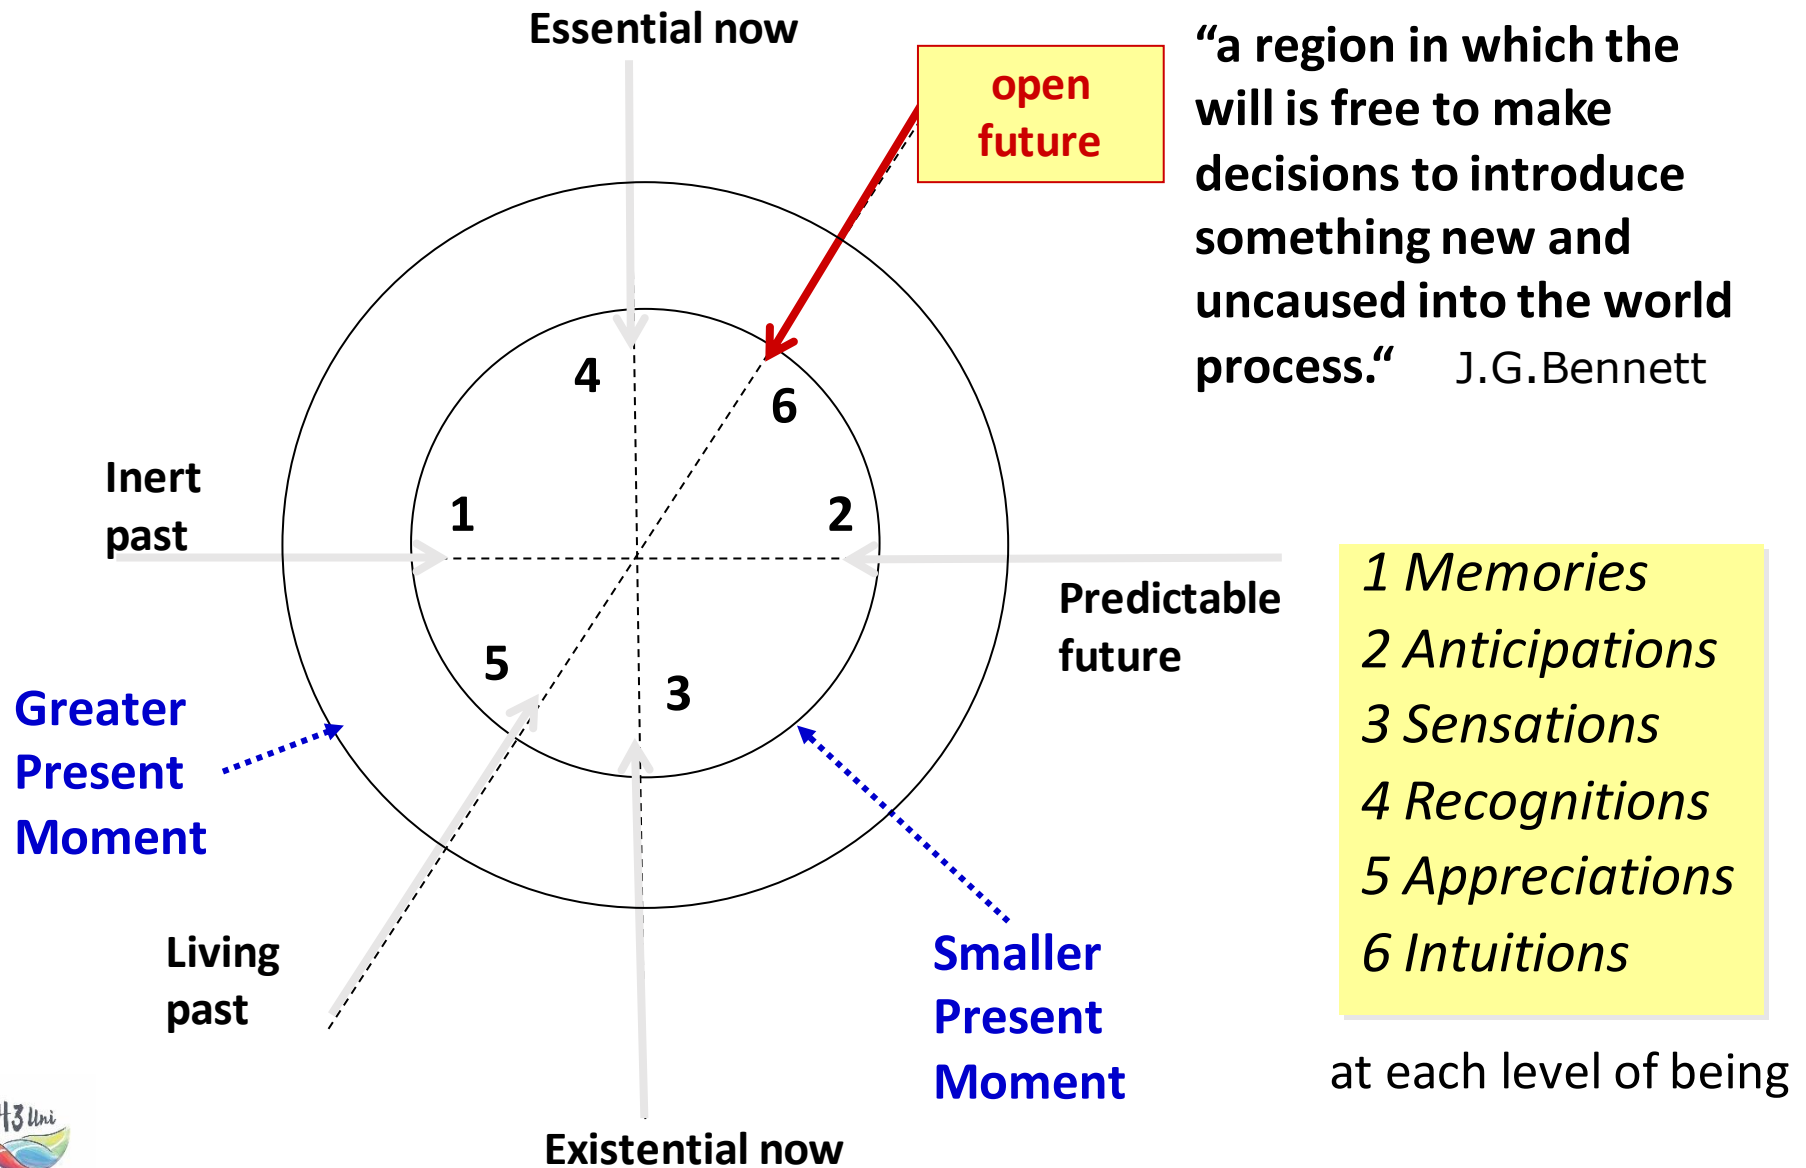 Essential now
open
future
“a region in which the
will is free to make
decisions to introduce
something new and
uncaused into the world
process.“ J.G.Bennett
4
6
Inert
past
1
2
Predictable
future
5
3
Greater
Present
Moment
Living
past
Smaller
Present
Moment
Existential now
1 Memories
2 Anticipations
3 Sensations
4 Recognitions
5 Appreciations
6 Intuitions
at each level of being
H3Uni